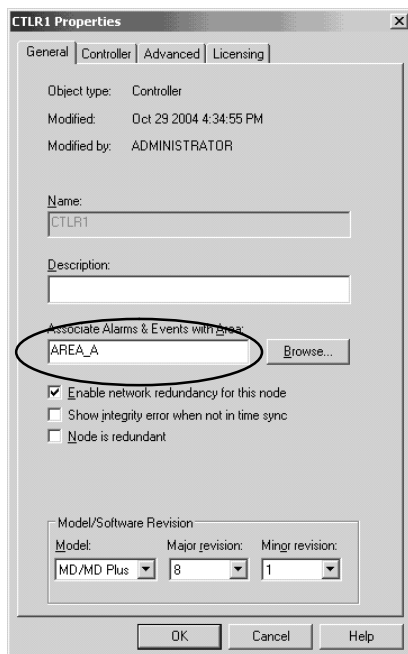 CTLR1 Properties
General Controller Advanced Licensing
Object type: Controller
Modified: Oct 29 2004 4:34:55 PM
Modified by: ADMINISTRATOR
Name:
CTLR1
Description:
Associate Alarms & Events with Area:
AREA_A Browse...
Enable network redundancy for this node
Show integrity error when not in time sync
Node is redundant
Model/Software Revision
Model: Major revision: Minor revision:
MD/MD Plus 8 1
OK Cancel Help